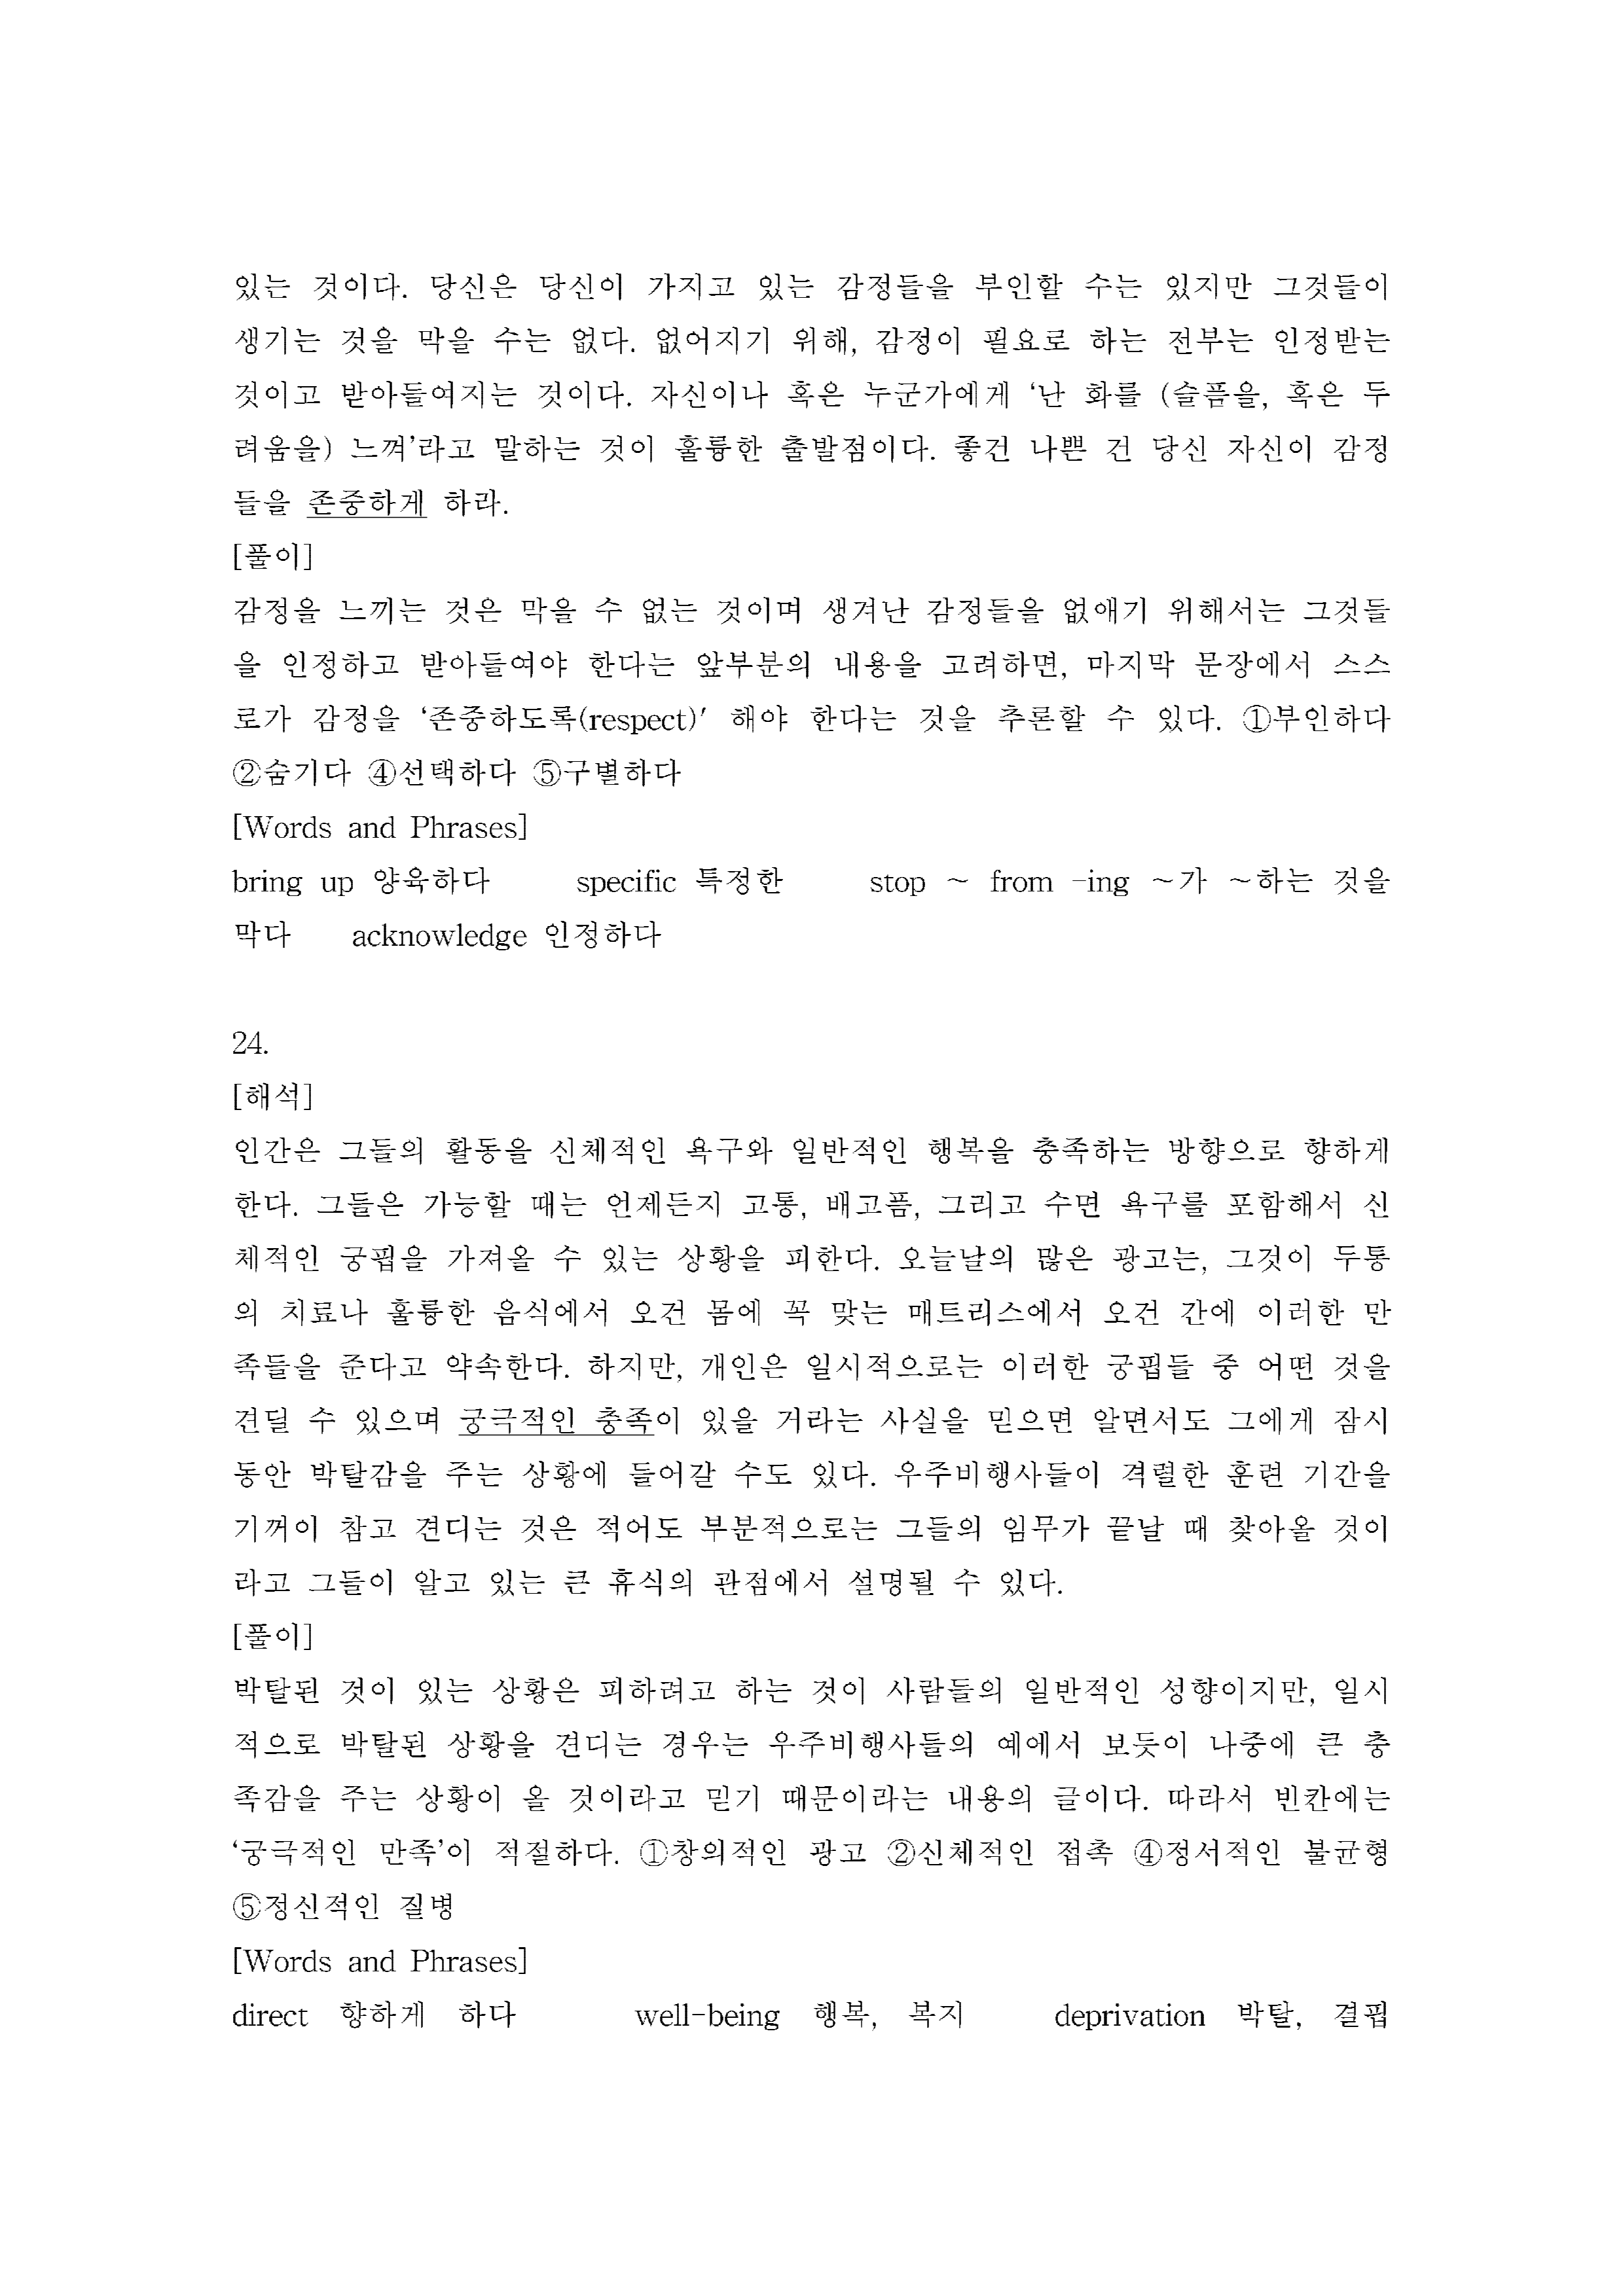 있는 것이다. 당신은 당신이 가지고 있는 감정들을 부인할 수는 있지만 그것들이
생기는 것을 막을 수는 없다. 없어지기 위해, 감정이 필요로 하는 전부는 인정받는
것이고 받아들여지는 것이다. 자신이나 혹은 누군가에게 ‘난 화를 (슬픔을, 혹은 두
려움을) 느껴’라고 말하는 것이 훌륭한 출발점이다. 좋건 나쁜 건 당신 자신이 감정
들을 존중하게 하라.
[풀이]
감정을 느끼는 것은 막을 수 없는 것이며 생겨난 감정들을 없애기 위해서는 그것들
을 인정하고 받아들여야 한다는 앞부분의 내용을 고려하면, 마지막 문장에서 스스
로가 감정을 ‘존중하도록(respect)’ 해야 한다는 것을 추론할 수 있다. ①부인하다
②숨기다 ④선택하다 ⑤구별하다
[Words and Phrases]
bring up 양육하다 specific 특정한 stop ~ from -ing ~가 ~하는 것을
막다 acknowledge 인정하다
24.
[해석]
인간은 그들의 활동을 신체적인 욕구와 일반적인 행복을 충족하는 방향으로 향하게
한다. 그들은 가능할 때는 언제든지 고통, 배고픔, 그리고 수면 욕구를 포함해서 신
체적인 궁핍을 가져올 수 있는 상황을 피한다. 오늘날의 많은 광고는, 그것이 두통
의 치료나 훌륭한 음식에서 오건 몸에 꼭 맞는 매트리스에서 오건 간에 이러한 만
족들을 준다고 약속한다. 하지만, 개인은 일시적으로는 이러한 궁핍들 중 어떤 것을
견딜 수 있으며 궁극적인 충족이 있을 거라는 사실을 믿으면 알면서도 그에게 잠시
동안 박탈감을 주는 상황에 들어갈 수도 있다. 우주비행사들이 격렬한 훈련 기간을
기꺼이 참고 견디는 것은 적어도 부분적으로는 그들의 임무가 끝날 때 찾아올 것이
라고 그들이 알고 있는 큰 휴식의 관점에서 설명될 수 있다.
[풀이]
박탈된 것이 있는 상황은 피하려고 하는 것이 사람들의 일반적인 성향이지만, 일시
적으로 박탈된 상황을 견디는 경우는 우주비행사들의 예에서 보듯이 나중에 큰 충
족감을 주는 상황이 올 것이라고 믿기 때문이라는 내용의 글이다. 따라서 빈칸에는
‘궁극적인 만족’이 적절하다. ①창의적인 광고 ②신체적인 접촉 ④정서적인 불균형
⑤정신적인 질병
[Words and Phrases]
direct 향하게 하다 well-being 행복, 복지 deprivation 박탈, 결핍